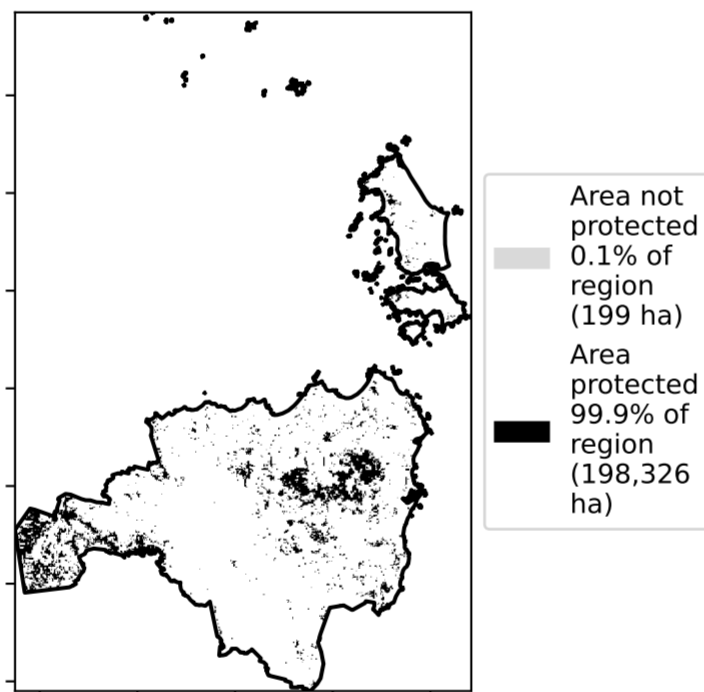 Area not
protected
0.1% of
region
(199 ha)
Area
protected
99.9% of
region
(198,326
ha)